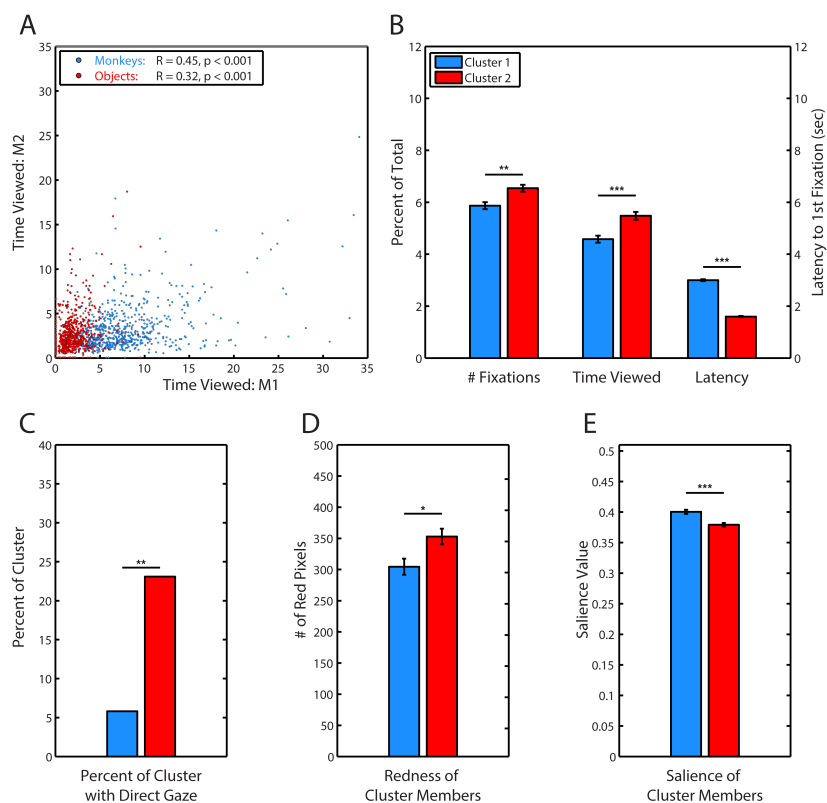 A
35
30
25
20
15
10
5
0
Time Viewed: M2
Monkeys: R = 0.45, p < 0.001
Objects: R = 0.32, p < 0.001
0 5 10 15 20 25 30 35
Time Viewed: M1
B
12
10
8
6
4
2
0
Percent of Total
Cluster 1
Cluster 2
**
***
***
12
10
8
6
4
2
0
Latency to 1st Fixation (sec)
# Fixations Time Viewed Latency
C
40
35
30
25
20
15
10
5
0
Percent of Cluster
**
Percent of Cluster
with Direct Gaze
D
500
450
400
350
300
250
200
150
100
50
0
# of Red Pixels
*
Redness of
Cluster Members
E
0.5
0.45
0.4
0.35
0.3
0.25
0.2
0.15
0.1
0.05
0
Salience Value
***
Salience of
Cluster Members